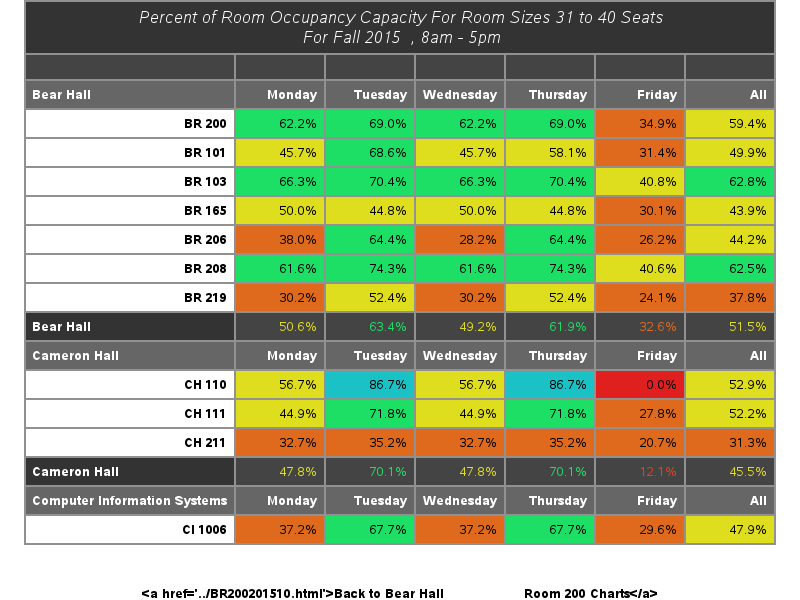 Percent of Room Occupancy Capacity For Room Sizes 31 to 40 Seats
For Fall 2015 , 8am - 5pm
Bear Hall Monday Tuesday Wednesday Thursday Friday All
BR 200 62.2% 69.0% 62.2% 69.0% 34.9% 59.4%
BR 101 45.7% 68.6% 45.7% 58.1% 31.4% 49.9%
BR 103 66.3% 70.4% 66.3% 70.4% 40.8% 62.8%
BR 165 50.0% 44.8% 50.0% 44.8% 30.1% 43.9%
BR 206 38.0% 64.4% 28.2% 64.4% 26.2% 44.2%
BR 208 61.6% 74.3% 61.6% 74.3% 40.6% 62.5%
BR 219 30.2% 52.4% 30.2% 52.4% 24.1% 37.8%
Bear Hall 50.6% 63.4% 49.2% 61.9% 32.6% 51.5%
Cameron Hall Monday Tuesday Wednesday Thursday Friday All
CH 110 56.7% 86.7% 56.7% 86.7% 0.0% 52.9%
CH 111 44.9% 71.8% 44.9% 71.8% 27.8% 52.2%
CH 211 32.7% 35.2% 32.7% 35.2% 20.7% 31.3%
Cameron Hall 47.8% 70.1% 47.8% 70.1% 12.1% 45.5%
Computer Information Systems Monday Tuesday Wednesday Thursday Friday All
CI 1006 37.2% 67.7% 37.2% 67.7% 29.6% 47.9%
<a href='../BR200201510.html'>Back to Bear Hall Room 200 Charts</a>